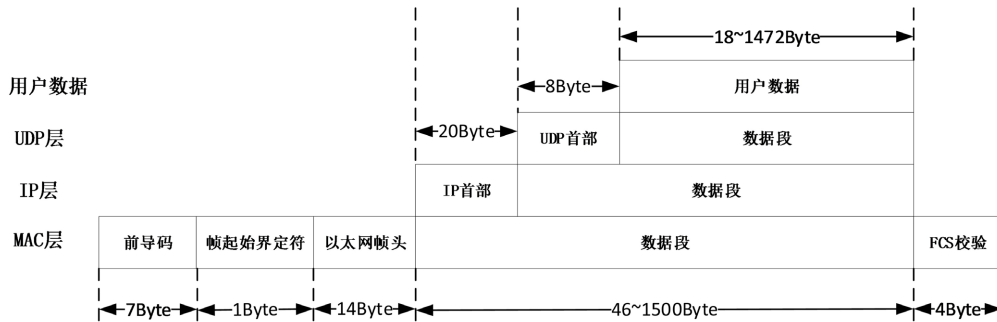 18~1472Byte
用户数据
8Byte
用户数据
UDP层
20Byte
UDP首部
数据段
IP层
IP首部
数据段
MAC层
前导码
帧起始界定符
以太网帧头
数据段
FCS校验
7Byte
1Byte
14Byte
46~1500Byte
4Byte